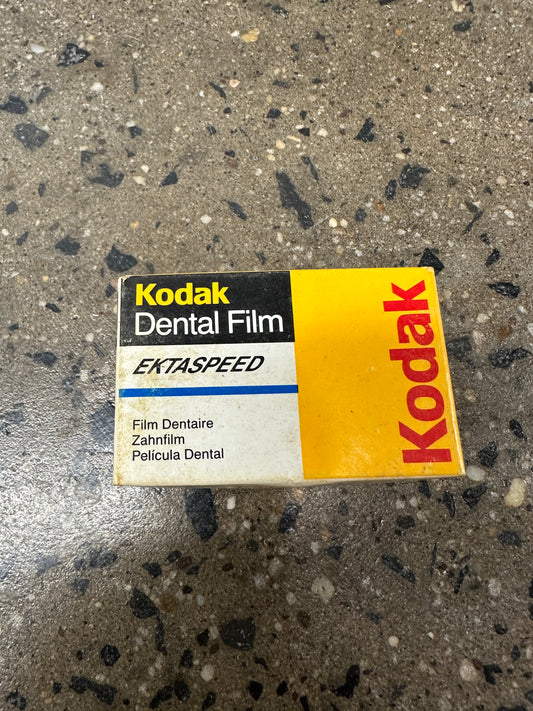 Kodak
Dental Film
EKTASPEED
Film Dentaire
Zahnfilm
Película Dental
Kodak